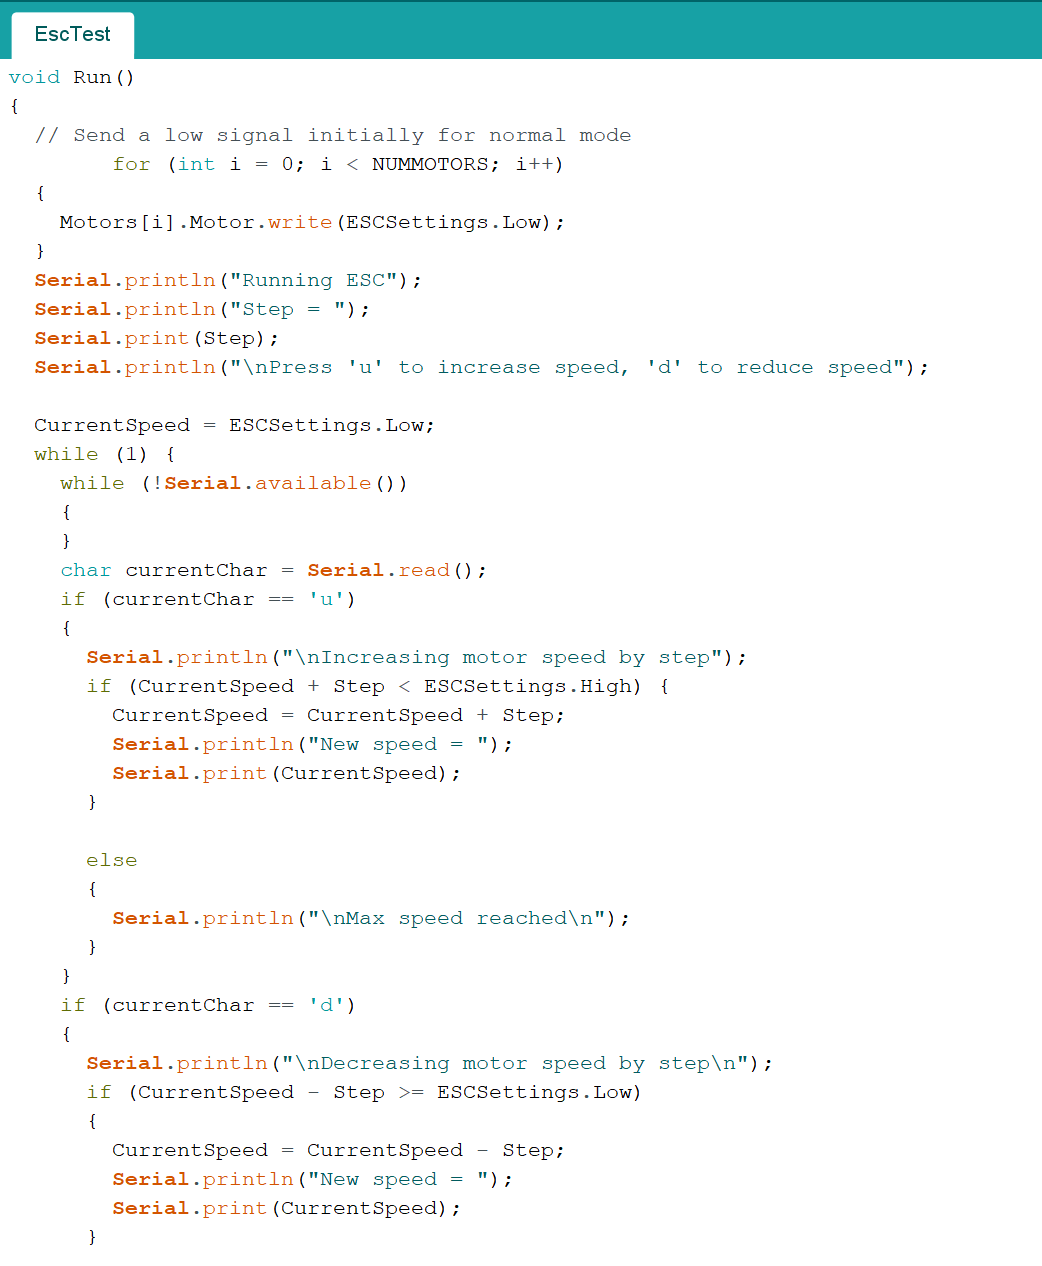 EscTest
void Run()
{
  // Send a low signal initially for normal mode
        for (int i = 0; i < NUMMOTORS; i++)
  {
    Motors[i].Motor.write(ESCSettings.Low);
  }
  Serial.println("Running ESC");
  Serial.println("Step = ");
  Serial.print(Step);
  Serial.println("\nPress 'u' to increase speed, 'd' to reduce speed");

  CurrentSpeed = ESCSettings.Low;
  while (1) {
    while (!Serial.available())
    {
    }
    char currentChar = Serial.read();
    if (currentChar == 'u')
    {
      Serial.println("\nIncreasing motor speed by step");
      if (CurrentSpeed + Step < ESCSettings.High) {
        CurrentSpeed = CurrentSpeed + Step;
        Serial.println("New speed = ");
        Serial.print(CurrentSpeed);
      }

      else
      {
        Serial.println("\nMax speed reached\n");
      }
    }
    if (currentChar == 'd')
    {
      Serial.println("\nDecreasing motor speed by step\n");
      if (CurrentSpeed - Step >= ESCSettings.Low)
      {
        CurrentSpeed = CurrentSpeed - Step;
        Serial.println("New speed = ");
        Serial.print(CurrentSpeed);
      }